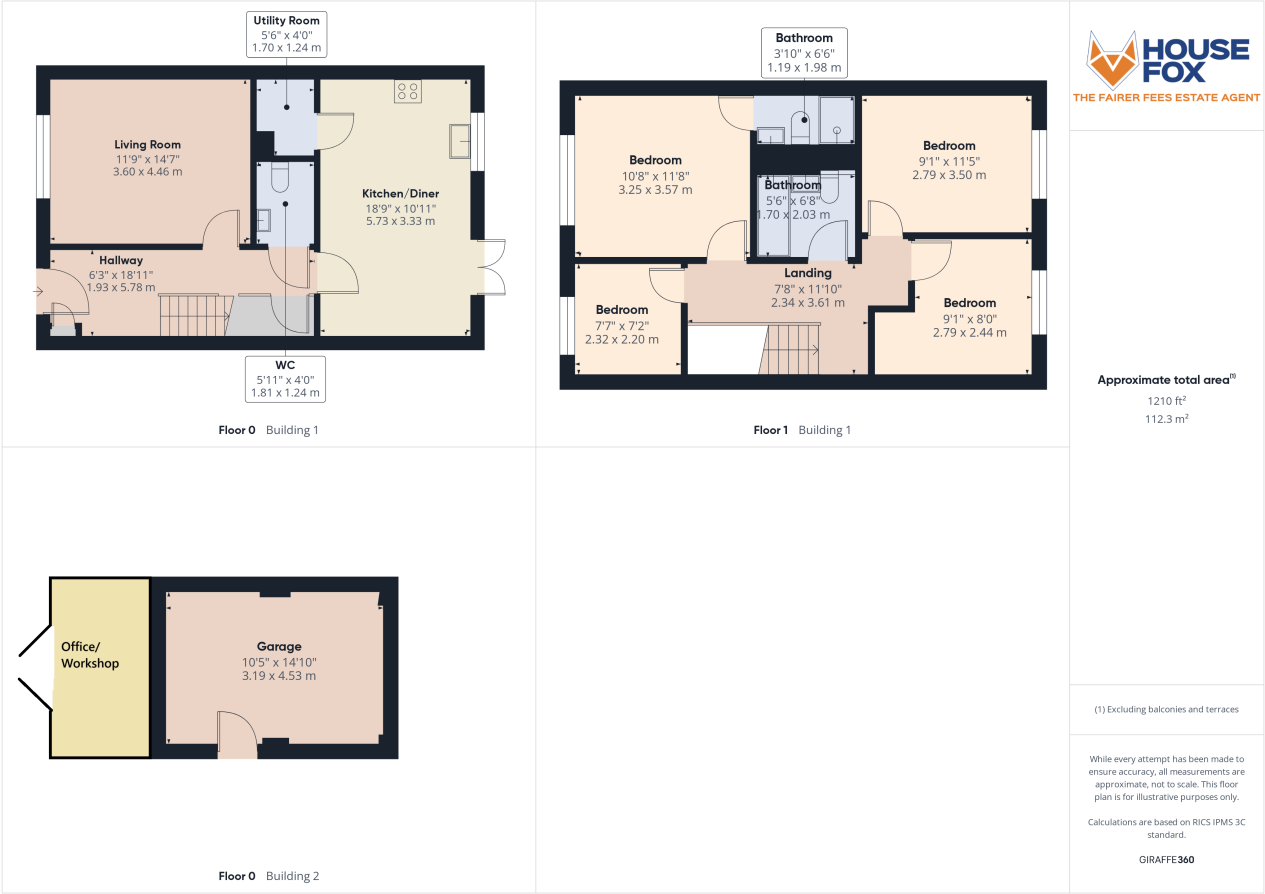 Utility Room
5'6" x 4'0"
1.70 x 1.24 m
Living Room
11'9" x 14'7"
3.60 x 4.46 m
Kitchen/Diner
18'9" x 10'11"
5.73 x 3.33 m
Hallway
6'3" x 18'11"
1.93 x 5.78 m
WC
5'11" x 4'0"
1.81 x 1.24 m
Floor 0 Building 1
Bathroom
3'10" x 6'6"
1.19 x 1.98 m
Bedroom
10'8" x 11'8"
3.25 x 3.57 m
Bathroom
5'6" x 6'8"
1.70 x 2.03 m
Bedroom
9'1" x 11'5"
2.79 x 3.50 m
Landing
7'8" x 11'10"
2.34 x 3.61 m
Bedroom
7'7" x 7'2"
2.32 x 2.20 m
Bedroom
9'1" x 8'0"
2.79 x 2.44 m
Floor 1 Building 1
Office/
Workshop
Garage
10'5" x 14'10"
3.19 x 4.53 m
Floor 0 Building 2
HOUSE
FOX
THE FAIRER FEES ESTATE AGENT
Approximate total area(1)
1210 ft²
112.3 m²
(1) Excluding balconies and terraces
While every attempt has been made to
ensure accuracy, all measurements are
approximate, not to scale. This floor
plan is for illustrative purposes only.
Calculations are based on RICS IPMS 3C
standard.
GIRAFFE360